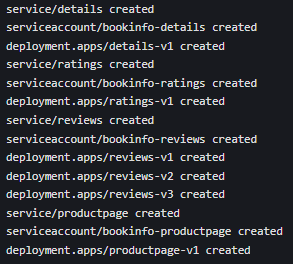 service/details created
serviceaccount/bookinfo-details created
deployment.apps/details-v1 created
service/ratings created
serviceaccount/bookinfo-ratings created
deployment.apps/ratings-v1 created
service/reviews created
serviceaccount/bookinfo-reviews created
deployment.apps/reviews-v1 created
deployment.apps/reviews-v2 created
deployment.apps/reviews-v3 created
service/productpage created
serviceaccount/bookinfo-productpage created
deployment.apps/productpage-v1 created